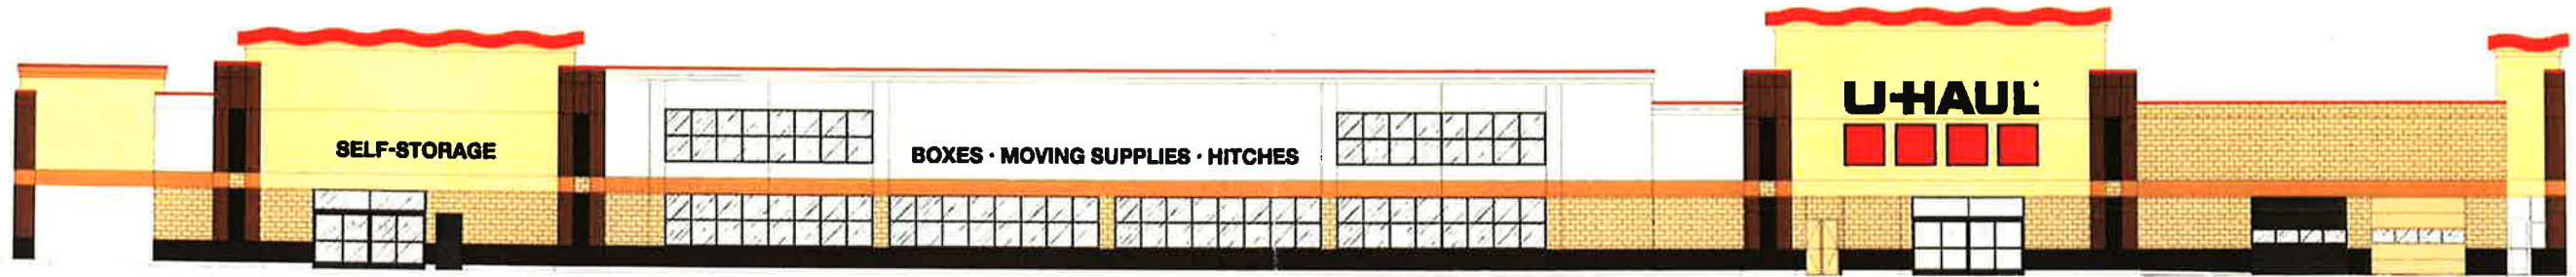 SELF-STORAGE
BOXES · MOVING SUPPLIES · HITCHES
U-HAUL